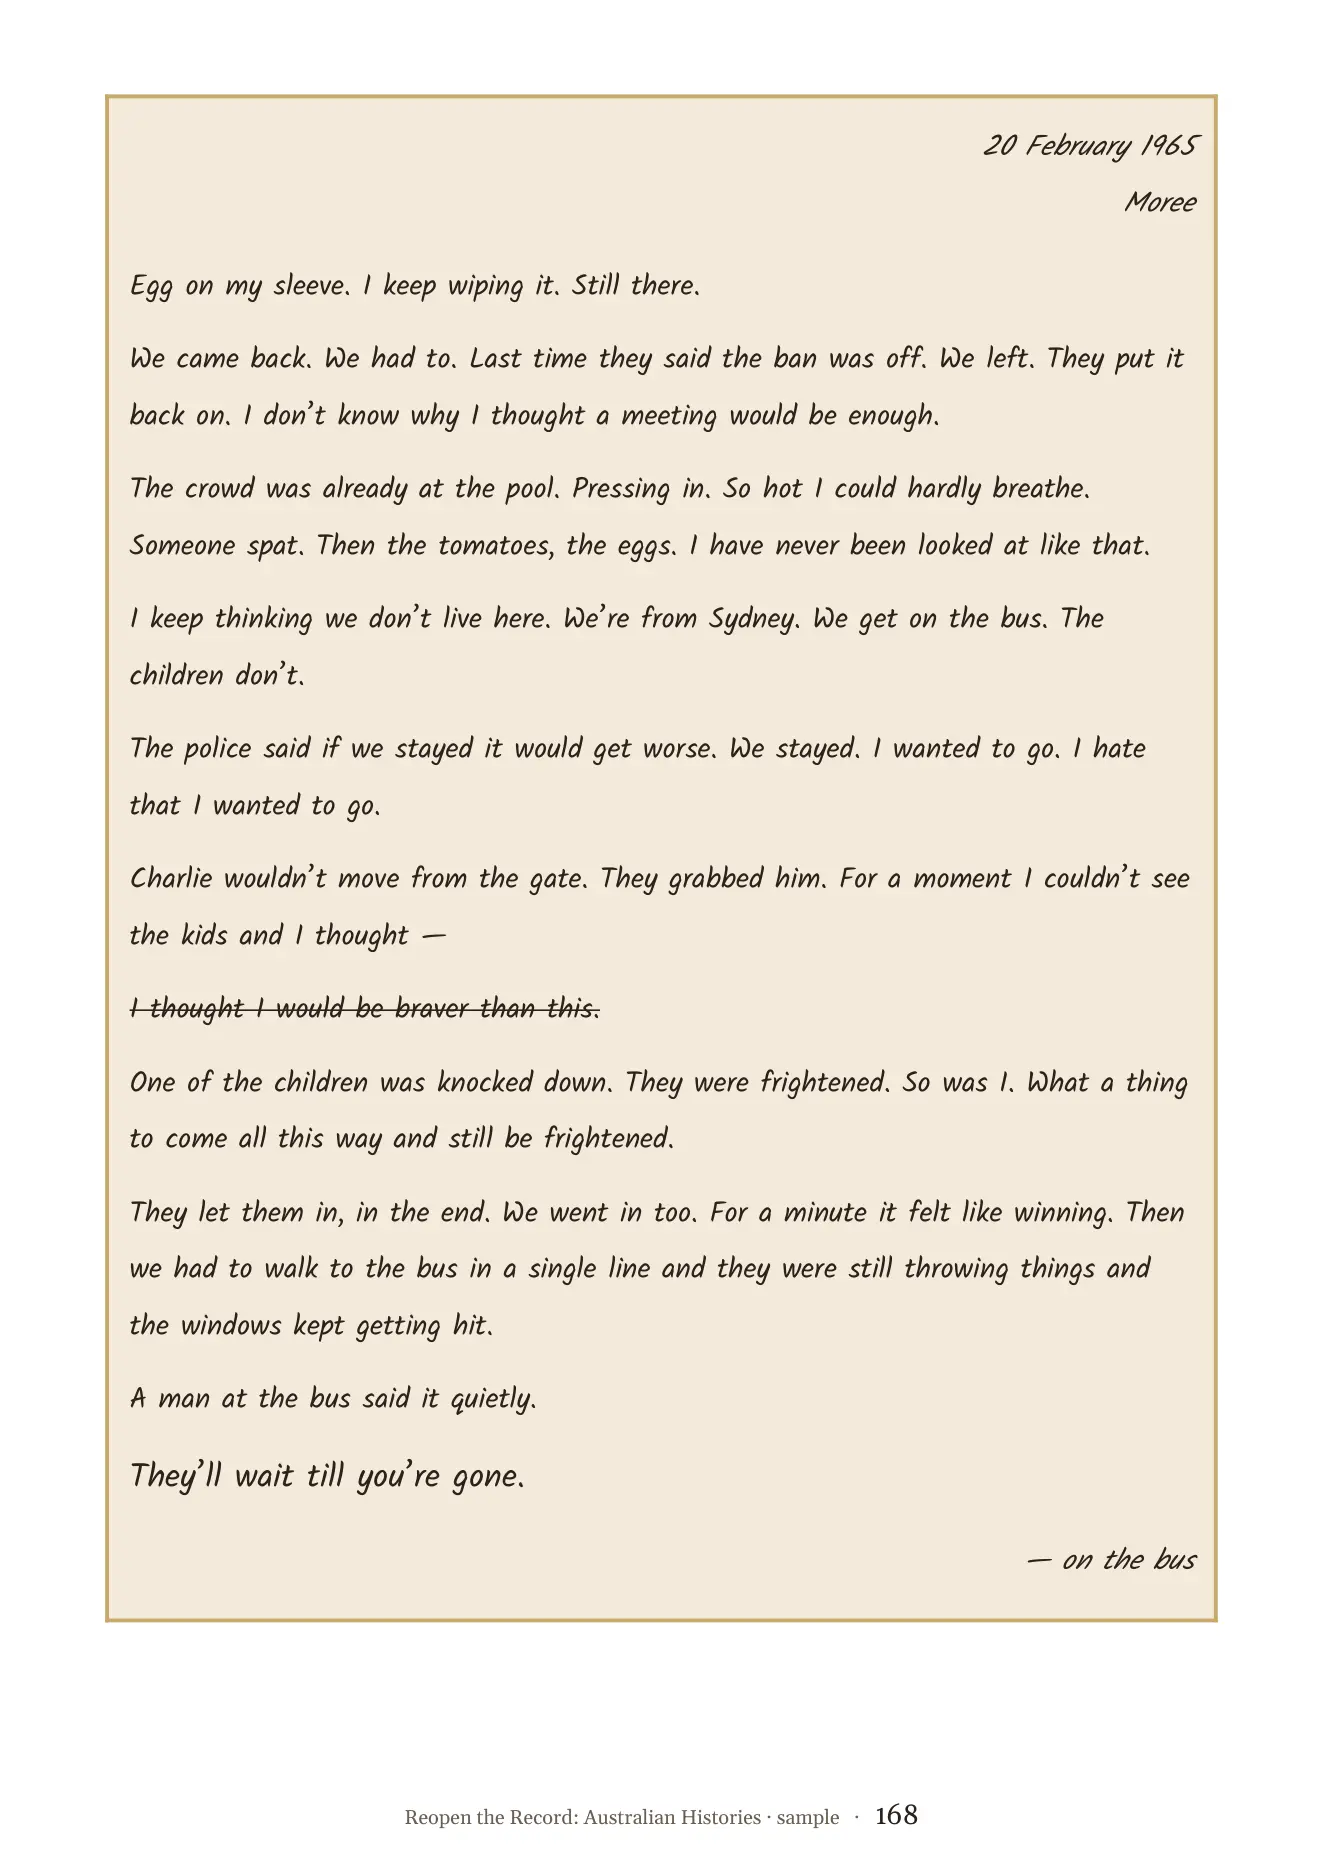 20 February 1965
Moree
Egg on my sleeve. I keep wiping it. Still there.
We came back. We had to. Last time they said the ban was off. We left. They put it
back on. I don’t know why I thought a meeting would be enough.
The crowd was already at the pool. Pressing in. So hot I could hardly breathe.
Someone spat. Then the tomatoes, the eggs. I have never been looked at like that.
I keep thinking we don’t live here. We’re from Sydney. We get on the bus. The
children don’t.
The police said if we stayed it would get worse. We stayed. I wanted to go. I hate
that I wanted to go.
Charlie wouldn’t move from the gate. They grabbed him. For a moment I couldn’t see
the kids and I thought —
I thought I would be braver than this.
One of the children was knocked down. They were frightened. So was I. What a thing
to come all this way and still be frightened.
They let them in, in the end. We went in too. For a minute it felt like winning. Then
we had to walk to the bus in a single line and they were still throwing things and
the windows kept getting hit.
A man at the bus said it quietly.
They’ll wait till you’re gone.
— on the bus
Reopen the Record: Australian Histories · sample · 168